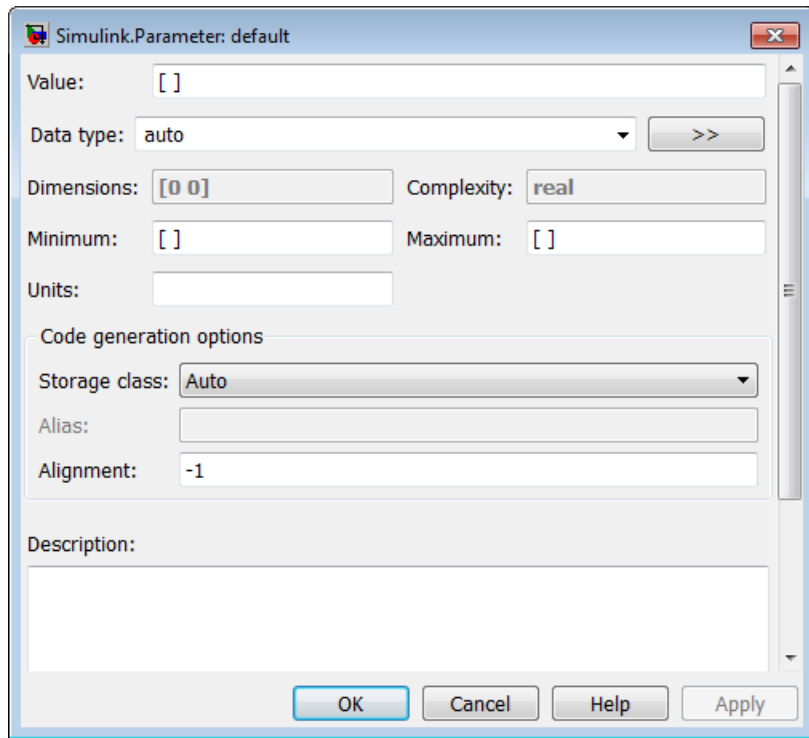 Simulink.Parameter: default
Value: [ ]
Data type: auto >>
Dimensions: [0 0] Complexity: real
Minimum: [ ] Maximum: [ ]
Units:
Code generation options
Storage class: Auto
Alias:
Alignment: -1
Description:
OK Cancel Help Apply